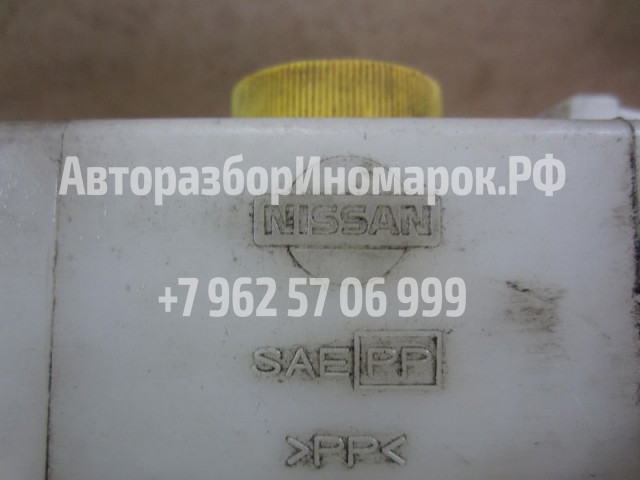 АвторазборИномарок.РФ
NISSAN
+7 962 57 06 999
SAE PP
>PP<